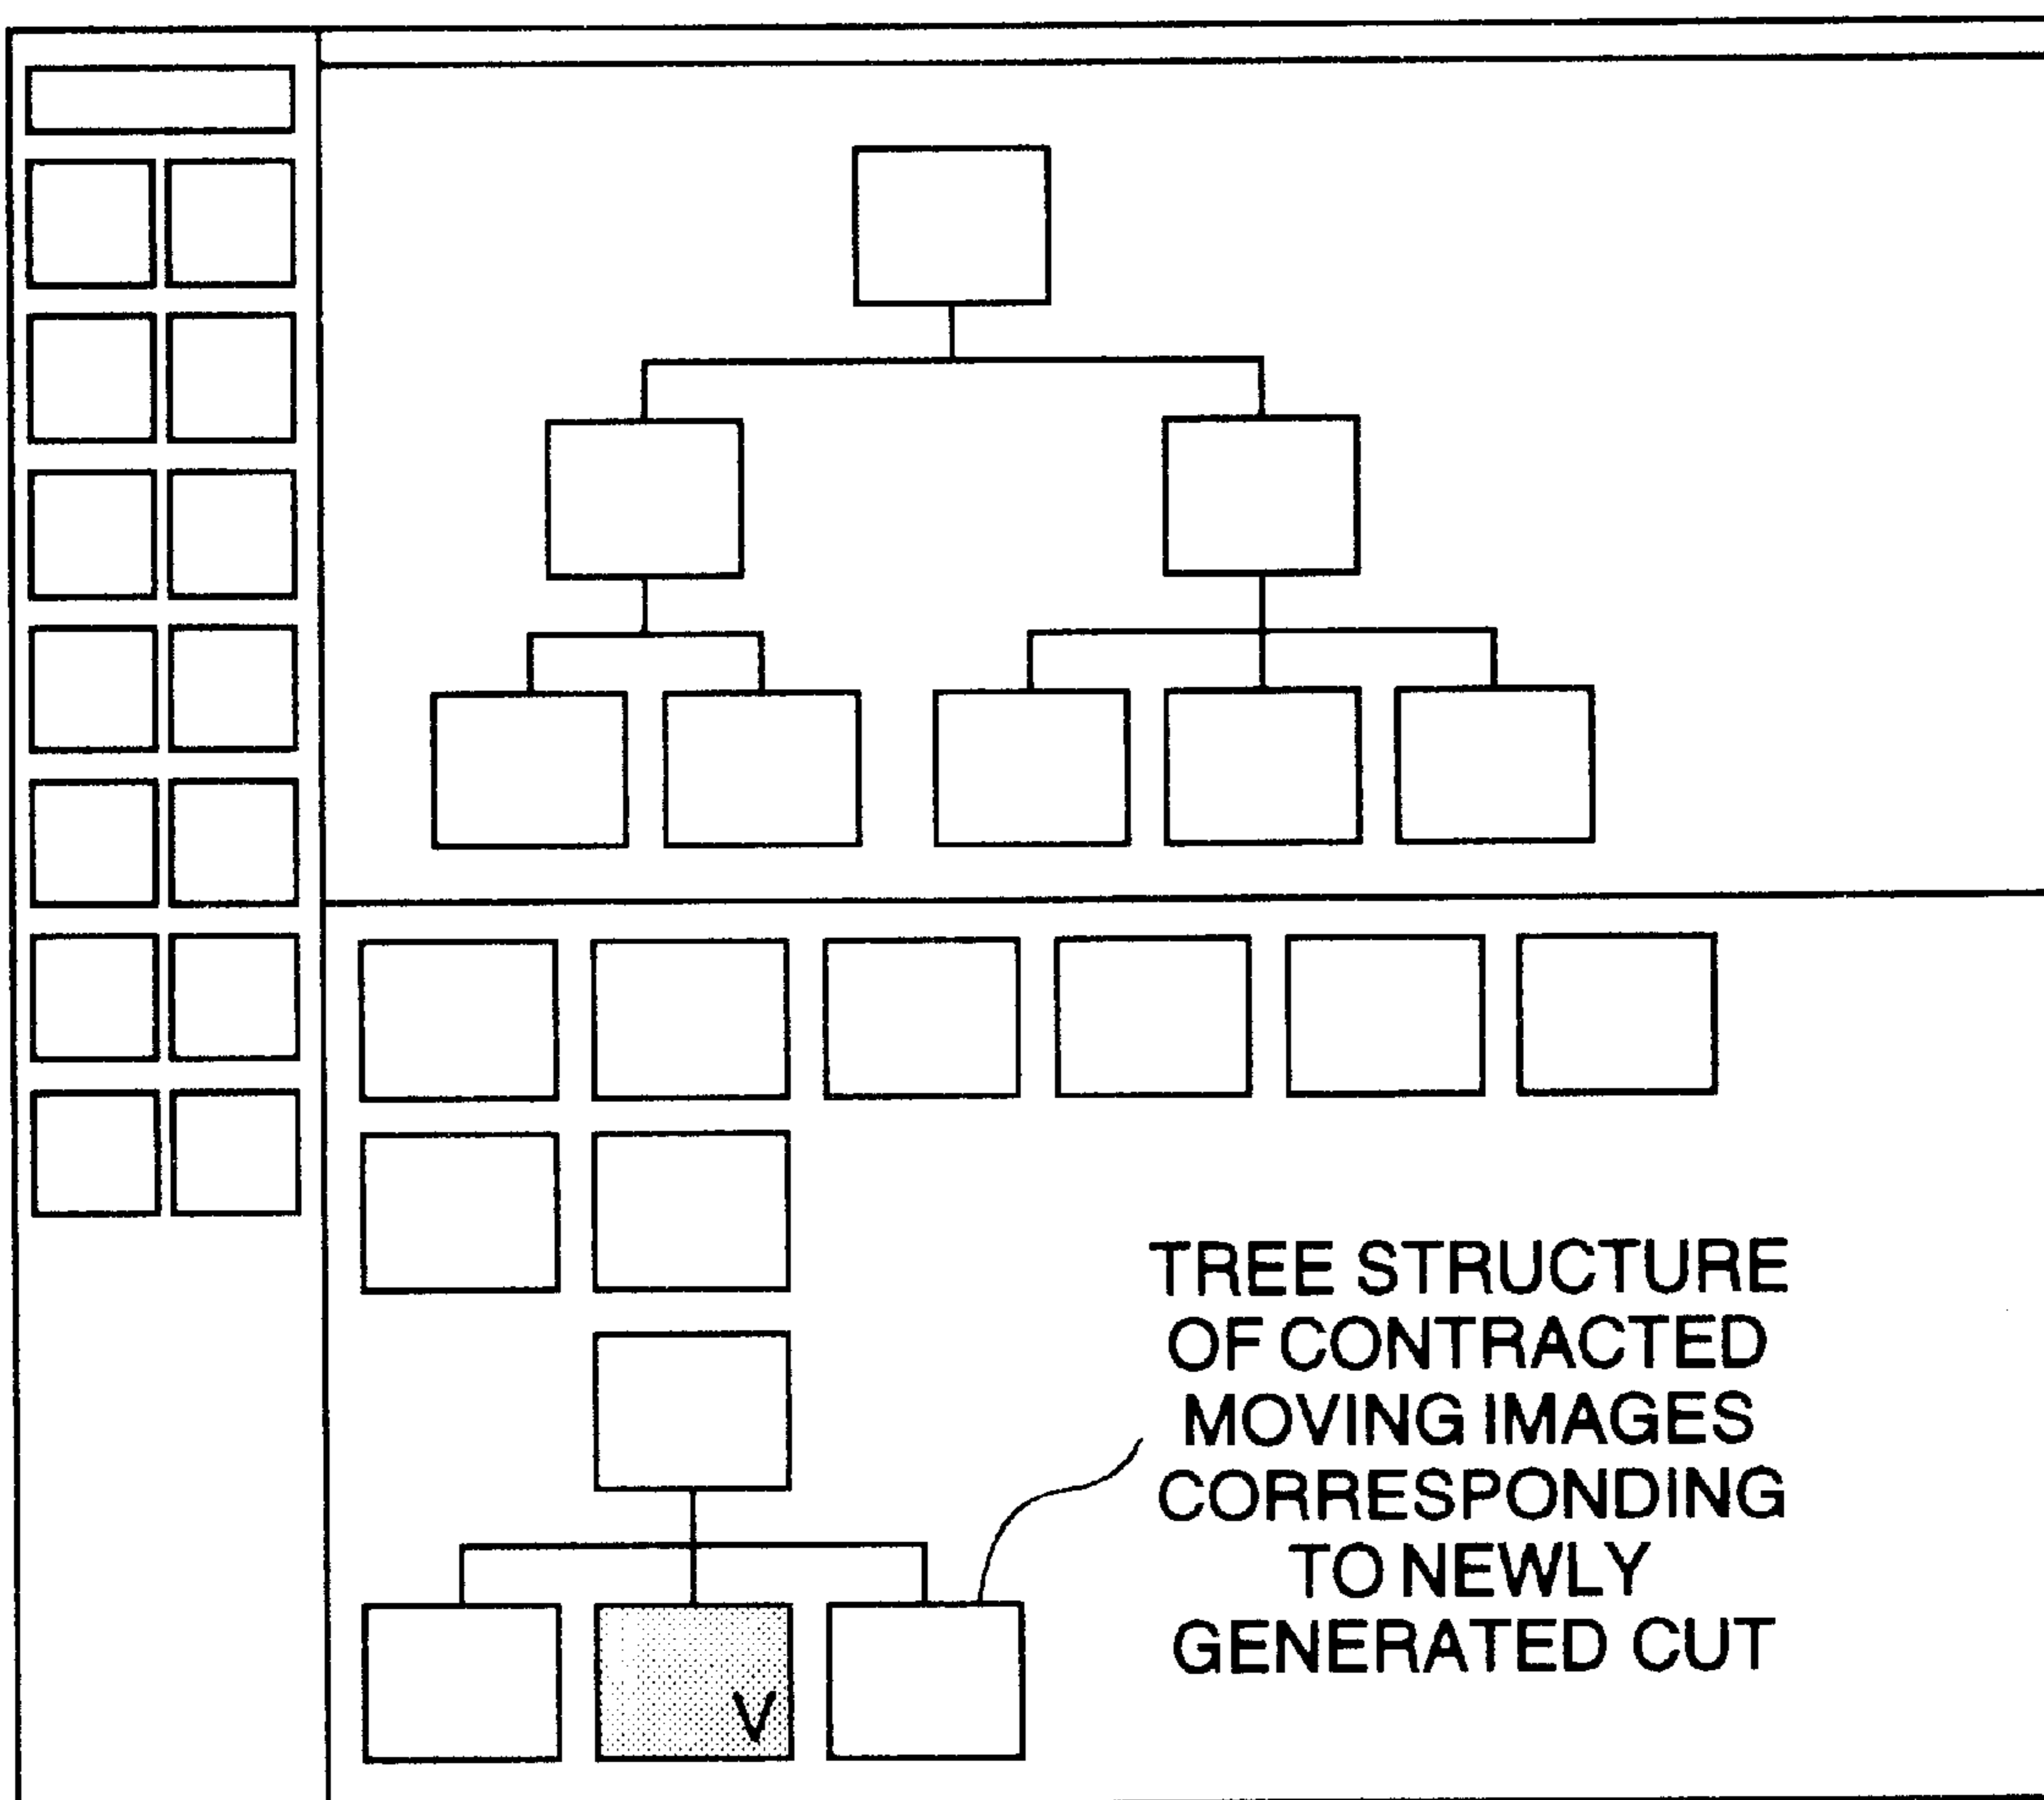 TREE STRUCTURE
OF CONTRACTED
MOVING IMAGES
CORRESPONDING
TO NEWLY
GENERATED CUT
V